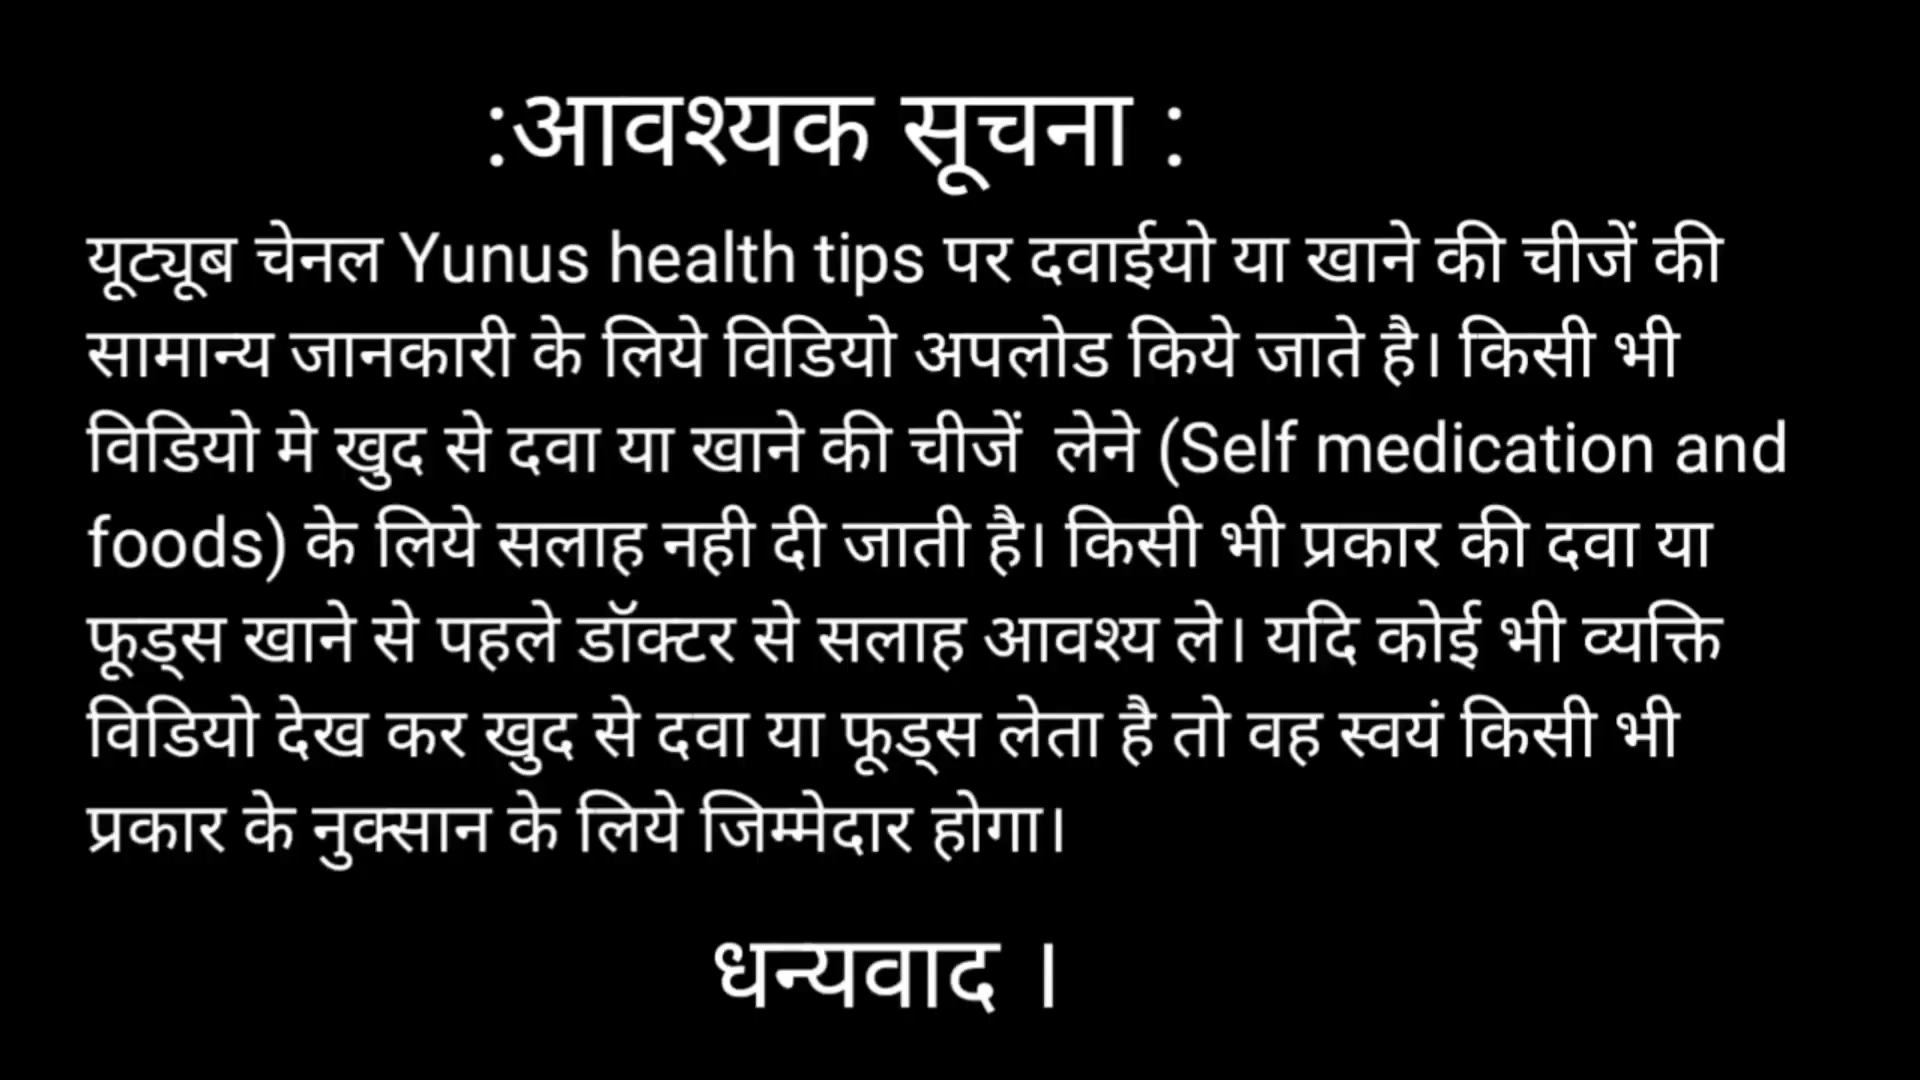 :आवश्यक सूचना :
यूट्यूब चेनल Yunus health tips पर दवाईयो या खाने की चीजें की
सामान्य जानकारी के लिये विडियो अपलोड किये जाते है। किसी भी
विडियो मे खुद से दवा या खाने की चीजें लेने (Self medication and
foods) के लिये सलाह नही दी जाती है। किसी भी प्रकार की दवा या
फूड्स खाने से पहले डॉक्टर से सलाह आवश्य ले। यदि कोई भी व्यक्ति
विडियो देख कर खुद से दवा या फूड्स लेता है तो वह स्वयं किसी भी
प्रकार के नुक्सान के लिये जिम्मेदार होगा।
धन्यवाद ।